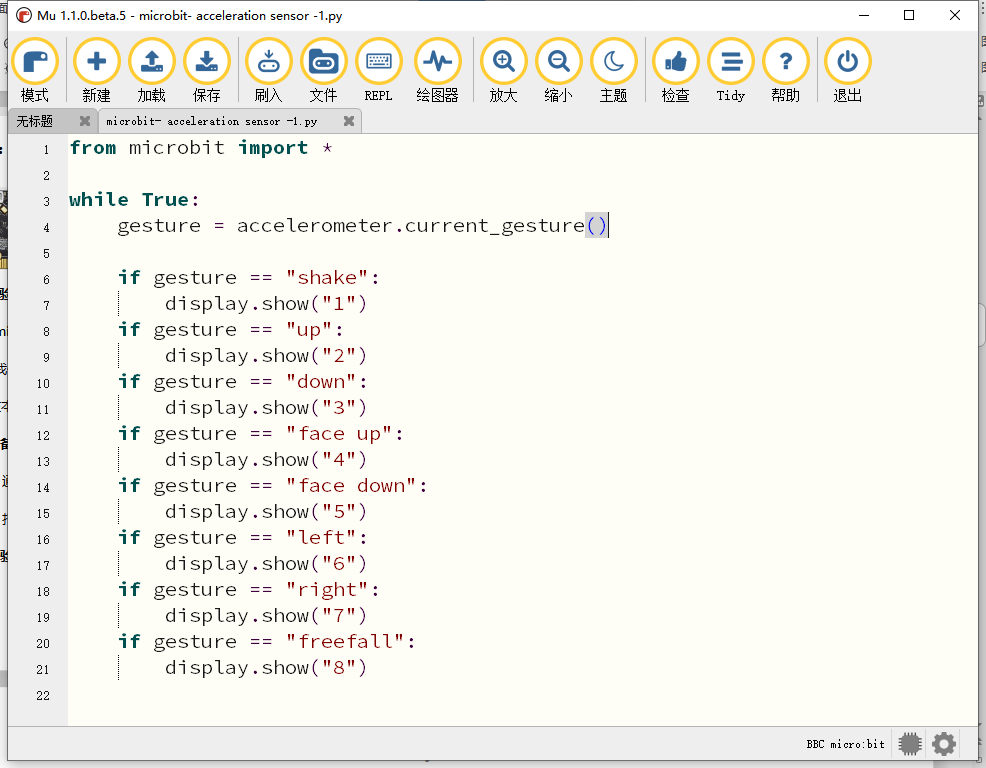 Mu 1.1.0.beta.5 - microbit- acceleration sensor -1.py
模式 新建 加载 保存 刷入 文件 REPL 绘图器 放大 缩小 主题 检查 Tidy 帮助 退出
无标题 microbit- acceleration sensor -1.py
1 from microbit import *
2
3 while True:
4 gesture = accelerometer.current_gesture()
5
6 if gesture == "shake":
7 display.show("1")
8 if gesture == "up":
9 display.show("2")
10 if gesture == "down":
11 display.show("3")
12 if gesture == "face up":
13 display.show("4")
14 if gesture == "face down":
15 display.show("5")
16 if gesture == "left":
17 display.show("6")
18 if gesture == "right":
19 display.show("7")
20 if gesture == "freefall":
21 display.show("8")
22
BBC micro:bit